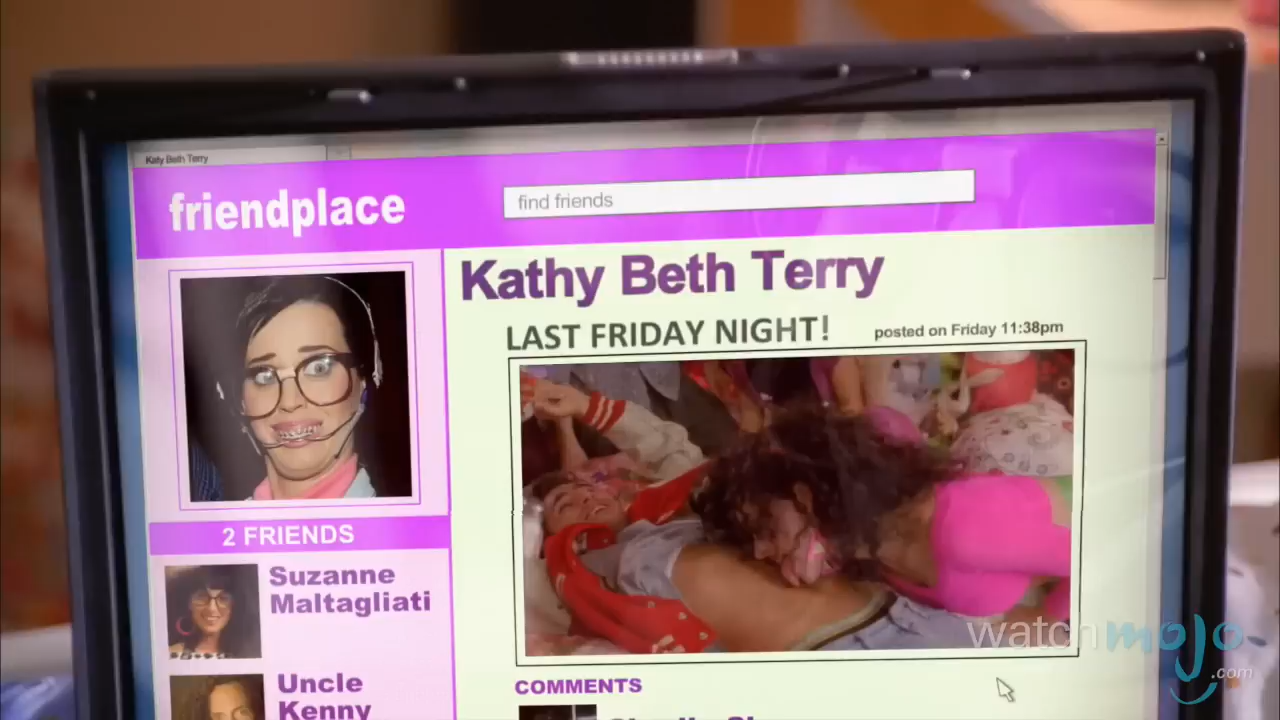 Katy Beth Terry
friendplace
find friends
Kathy Beth Terry
LAST FRIDAY NIGHT!
posted on Friday 11:38pm
2 FRIENDS
Suzanne
Maltagliati
Uncle
Kenny
COMMENTS
watchmojo
.com